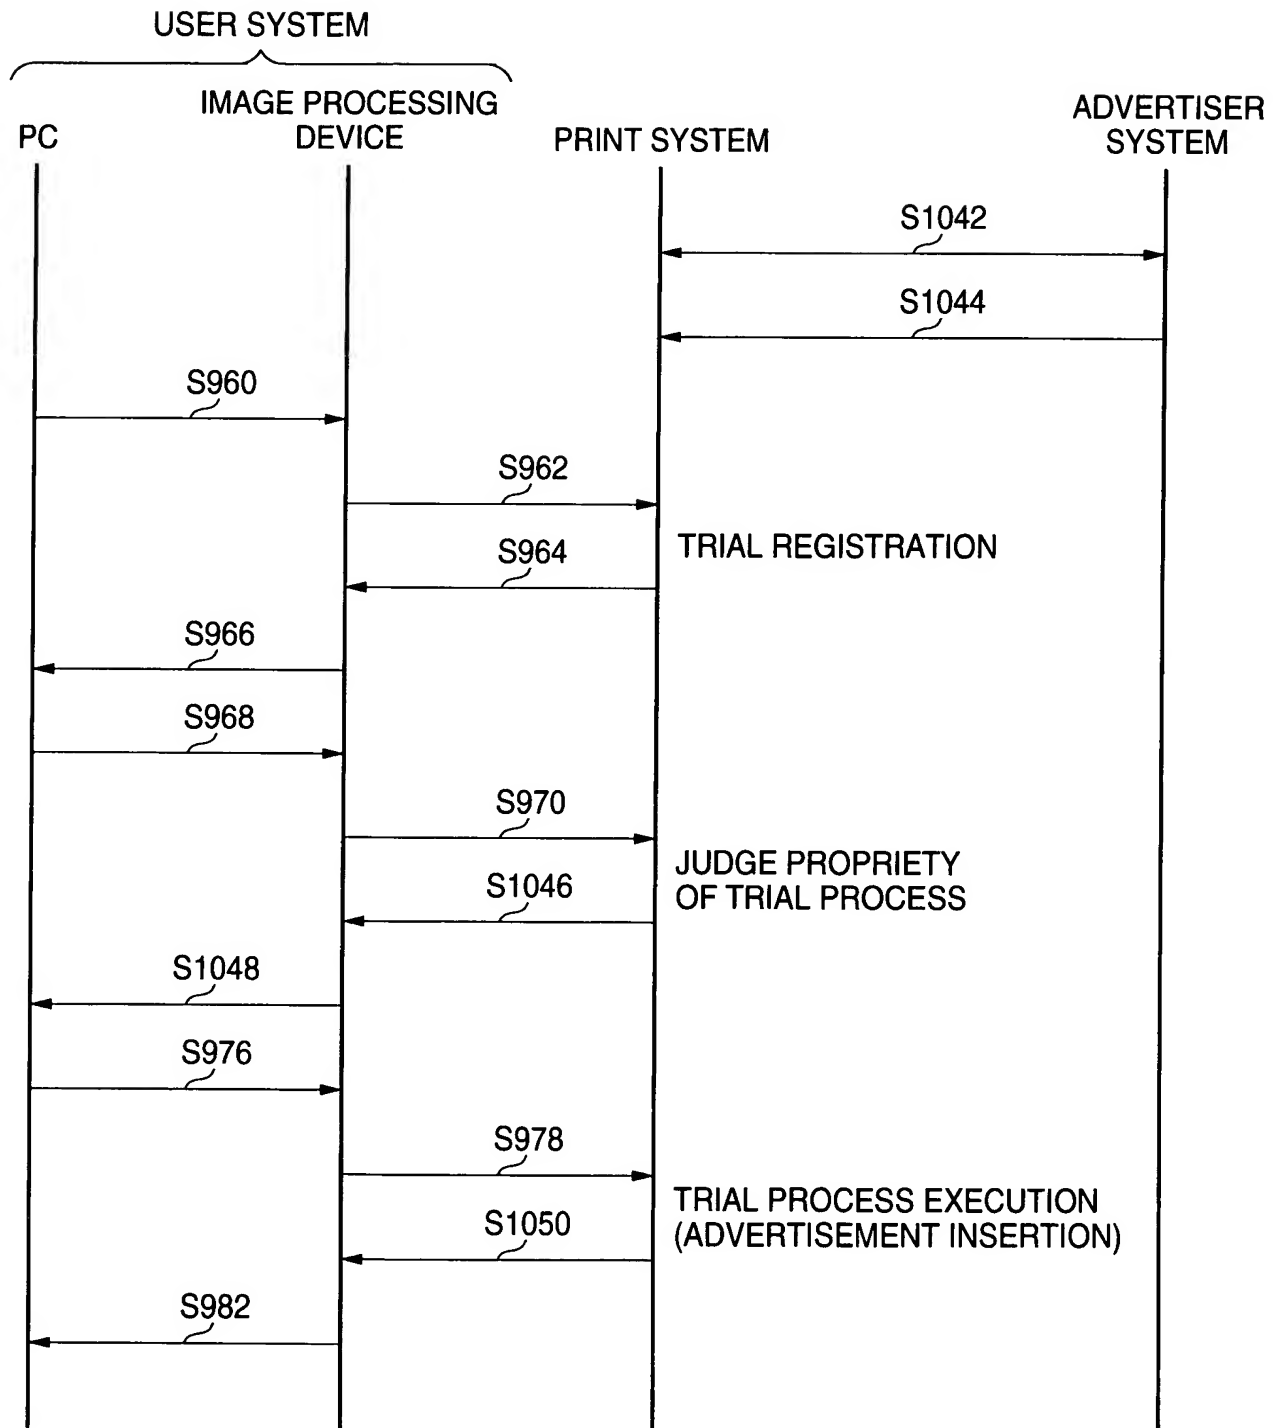 USER SYSTEM
IMAGE PROCESSING
DEVICE
PC
PRINT SYSTEM
ADVERTISER
SYSTEM
S1042
S1044
S960
S962
TRIAL REGISTRATION
S964
S966
S968
S970
JUDGE PROPRIETY
OF TRIAL PROCESS
S1046
S1048
S976
S978
TRIAL PROCESS EXECUTION
(ADVERTISEMENT INSERTION)
S1050
S982